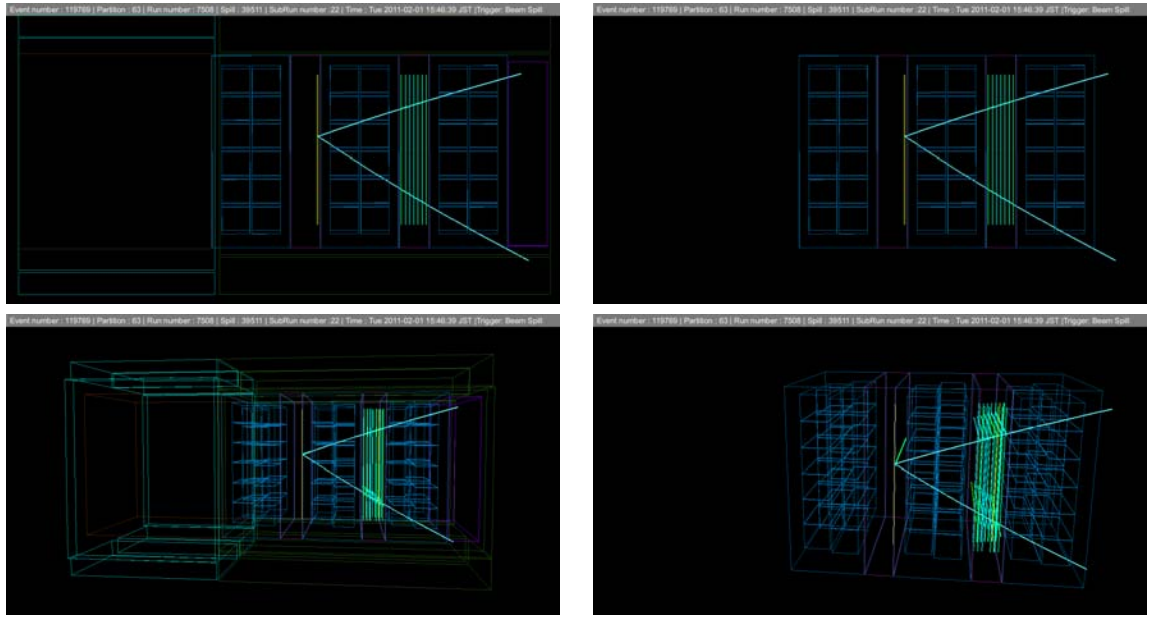 Event number : 119769 | Partition : 63 | Run number : 7508 | Spill : 39511 | SubRun number :22 | Time : Tue 2011-02-01 15:46:39 JST |Trigger: Beam Spill
Event number : 119769 | Partition : 63 | Run number : 7508 | Spill : 39511 | SubRun number :22 | Time : Tue 2011-02-01 15:46:39 JST |Trigger: Beam Spill
Event number : 119769 | Partition : 63 | Run number : 7508 | Spill : 39511 | SubRun number :22 | Time : Tue 2011-02-01 15:46:39 JST |Trigger: Beam Spill
Event number : 119769 | Partition : 63 | Run number : 7508 | Spill : 39511 | SubRun number :22 | Time : Tue 2011-02-01 15:46:39 JST |Trigger: Beam Spill